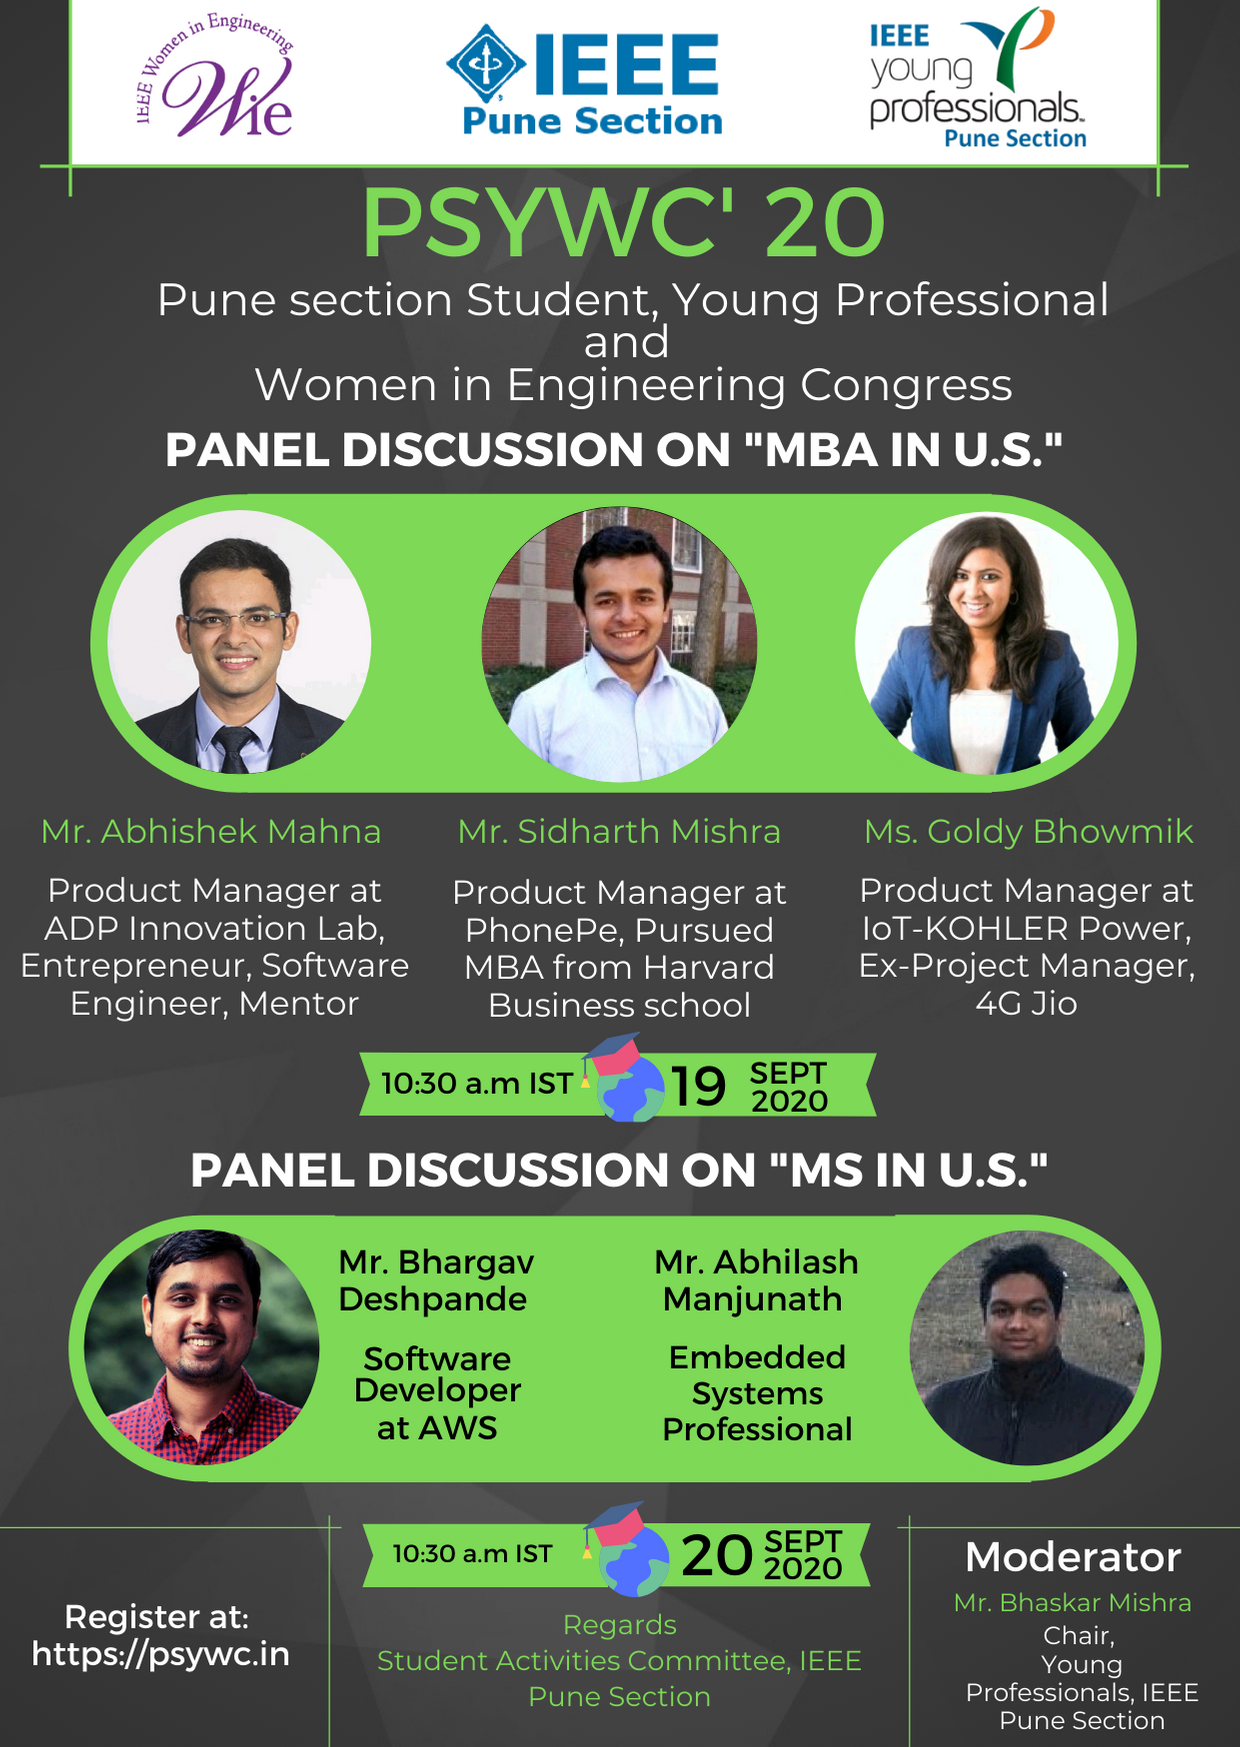 IEEE Women in Engineering
Wie
IEEE
Pune Section
IEEE
young
professionals
Pune Section
PSYWC' 20
Pune section Student, Young Professional
and
Women in Engineering Congress
PANEL DISCUSSION ON "MBA IN U.S."
Mr. Abhishek Mahna
Product Manager at
ADP Innovation Lab,
Entrepreneur, Software
Engineer, Mentor
Mr. Sidharth Mishra
Product Manager at
PhonePe, Pursued
MBA from Harvard
Business school
Ms. Goldy Bhowmik
Product Manager at
IoT-KOHLER Power,
Ex-Project Manager,
4G Jio
10:30 a.m IST
19 SEPT
2020
PANEL DISCUSSION ON "MS IN U.S."
Mr. Bhargav
Deshpande
Software
Developer
at AWS
Mr. Abhilash
Manjunath
Embedded
Systems
Professional
10:30 a.m IST
20 SEPT
2020
Register at:
https://psywc.in
Regards
Student Activities Committee, IEEE
Pune Section
Moderator
Mr. Bhaskar Mishra
Chair,
Young
Professionals, IEEE
Pune Section